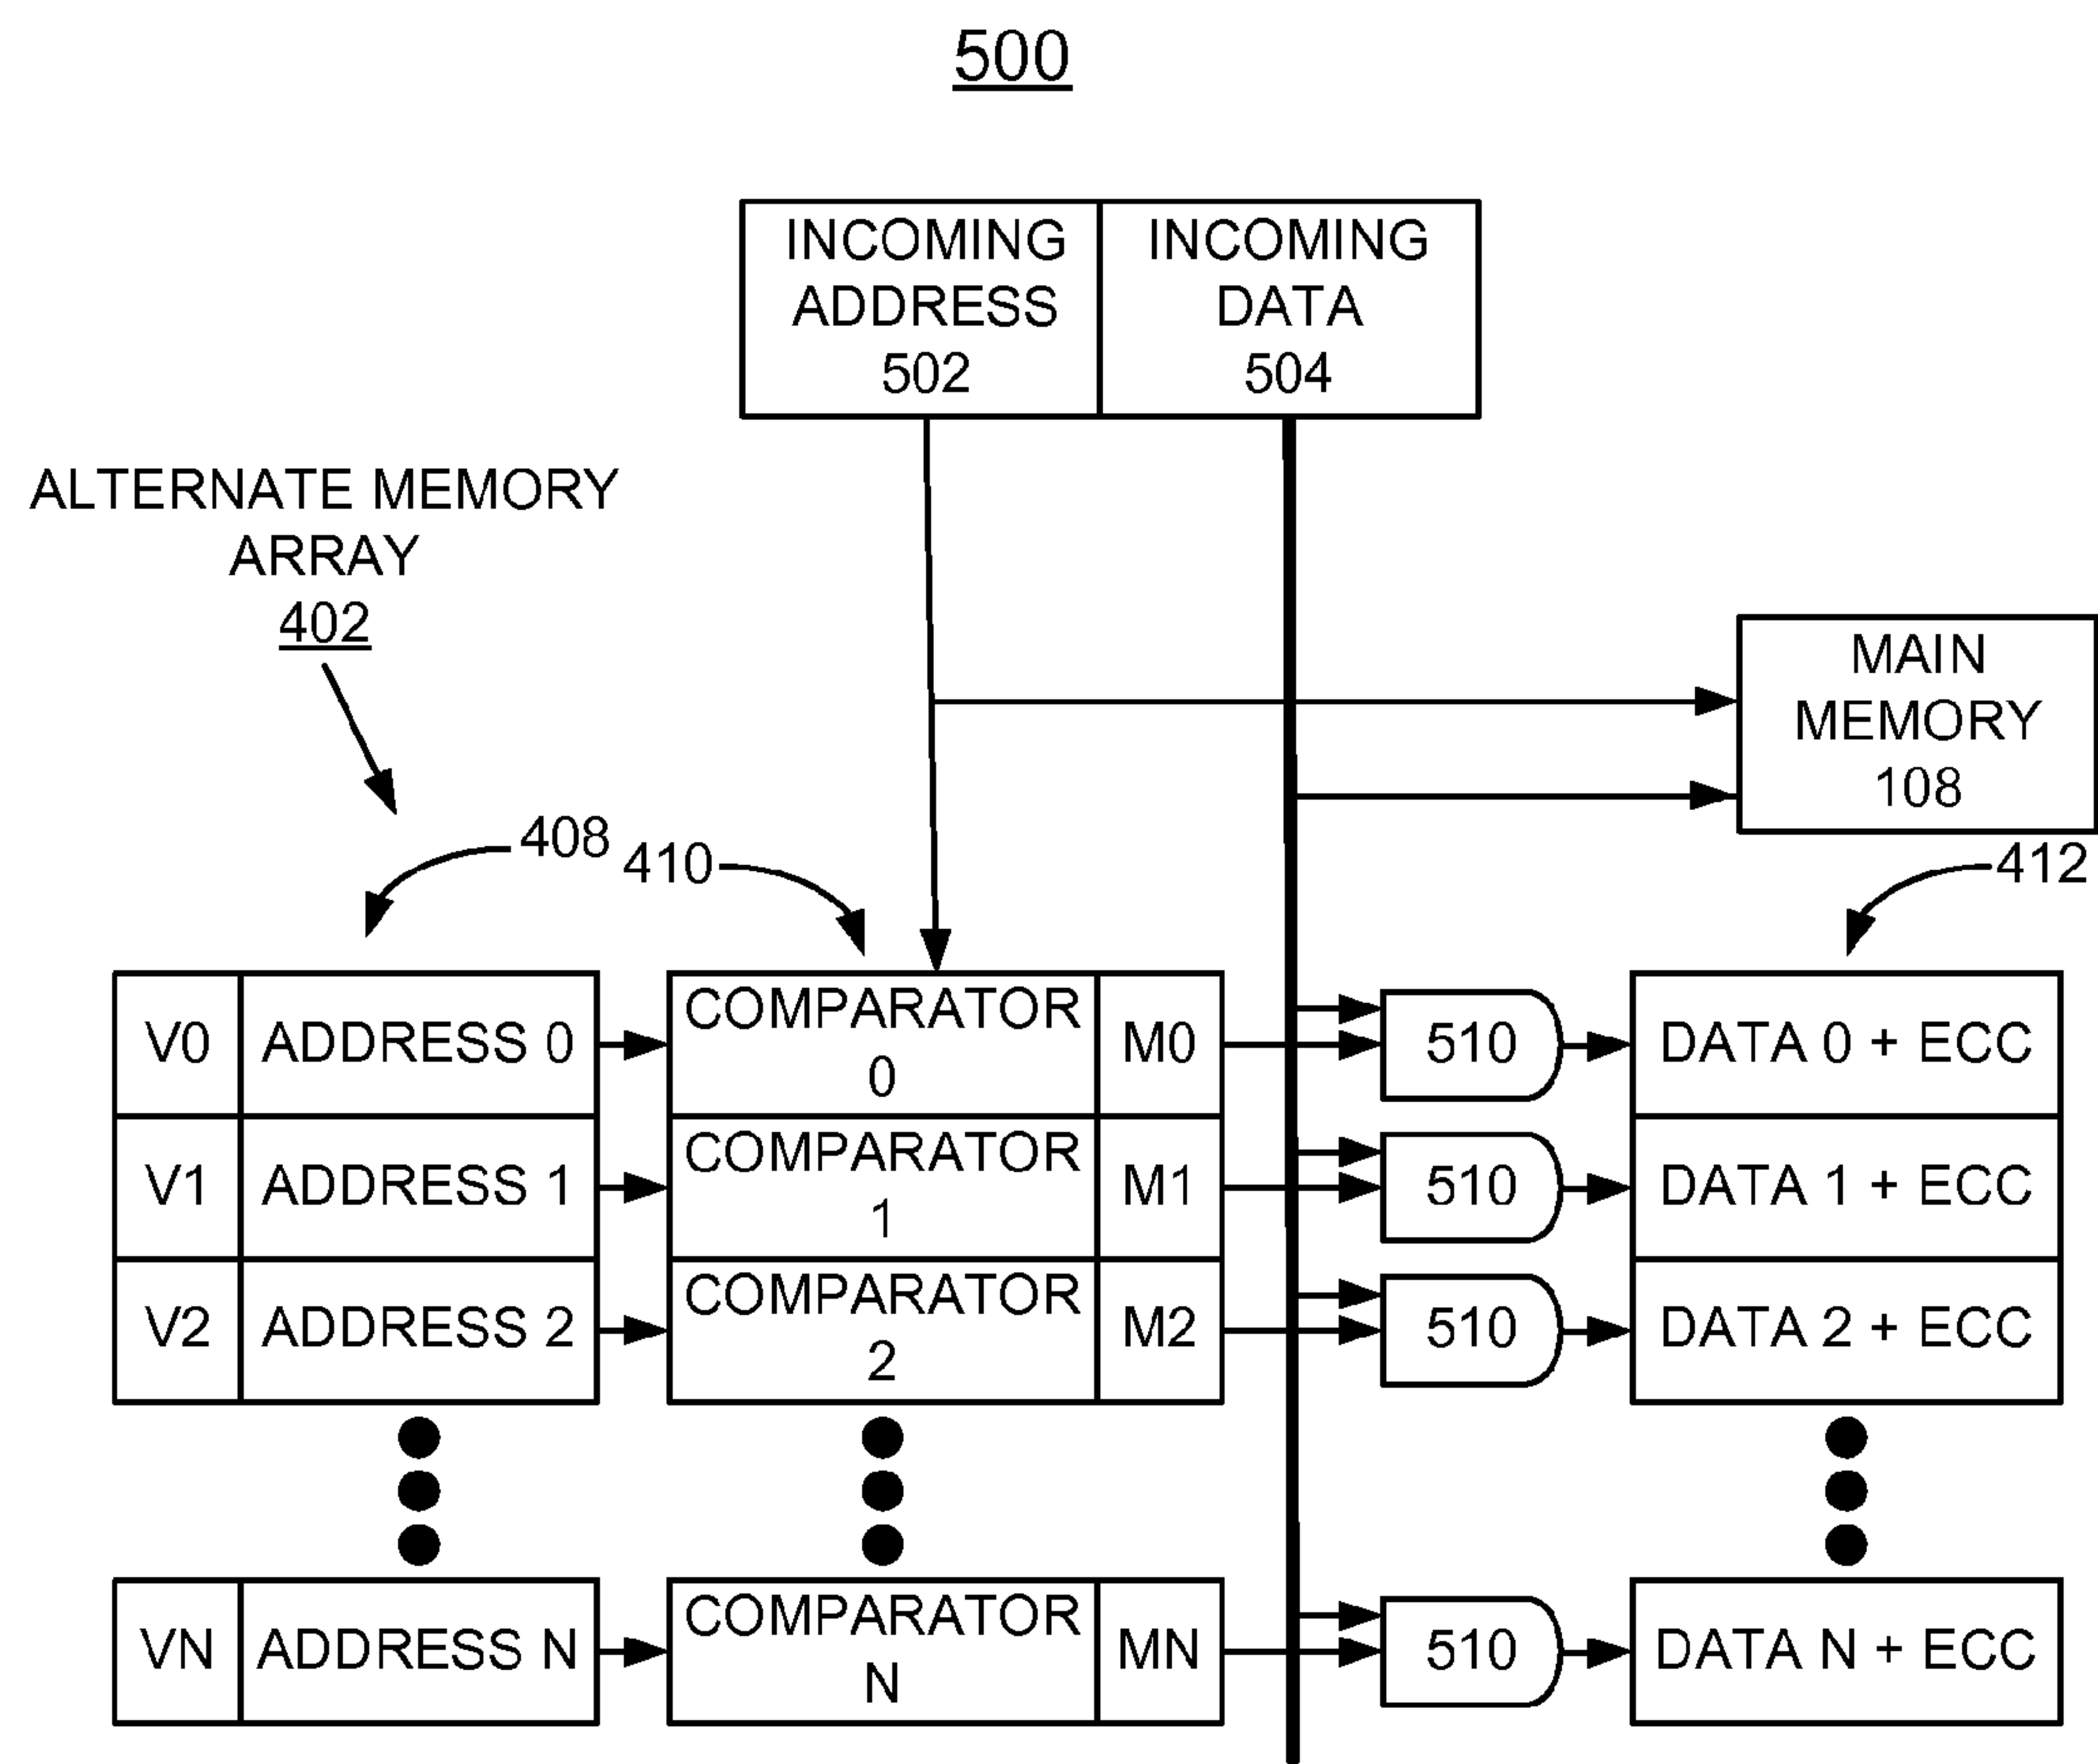 500
INCOMING
ADDRESS
502
INCOMING
DATA
504
ALTERNATE MEMORY
ARRAY
402
MAIN
MEMORY
108
408
410
412
V0
ADDRESS 0
COMPARATOR
0
M0
510
DATA 0 + ECC
V1
ADDRESS 1
COMPARATOR
1
M1
510
DATA 1 + ECC
V2
ADDRESS 2
COMPARATOR
2
M2
510
DATA 2 + ECC
VN
ADDRESS N
COMPARATOR
N
MN
510
DATA N + ECC